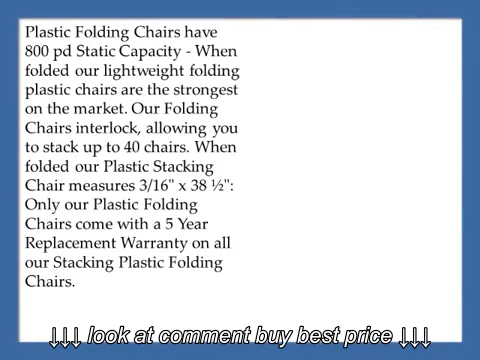 Plastic Folding Chairs have
800 pd Static Capacity - When
folded our lightweight folding
plastic chairs are the strongest
on the market. Our Folding
Chairs interlock, allowing you
to stack up to 40 chairs. When
folded our Plastic Stacking
Chair measures 3/16" x 38 ½":
Only our Plastic Folding
Chairs come with a 5 Year
Replacement Warranty on all
our Stacking Plastic Folding
Chairs.
↓↓↓ look at comment buy best price ↓↓↓